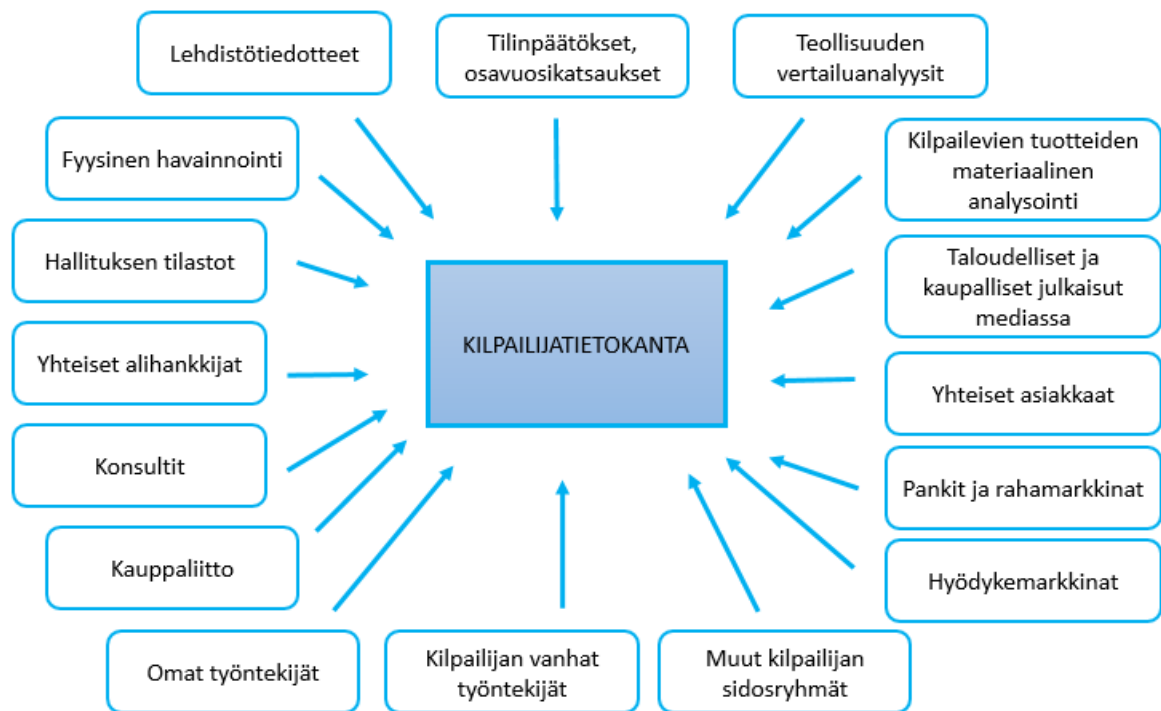 Lehdistötiedotteet
Tilinpäätökset,
osavuosikatsaukset
Teollisuuden
vertailuanalyysit
Fyysinen havainnointi
Kilpailevien tuotteiden
materiaalinen
analysointi
Hallituksen tilastot
Taloudelliset ja
kaupalliset julkaisut
mediassa
KILPAILIJATIETOKANTA
Yhteiset alihankkijat
Yhteiset asiakkaat
Konsultit
Pankit ja rahamarkkinat
Kauppaliitto
Hyödykemarkkinat
Omat työntekijät
Kilpailijan vanhat
työntekijät
Muut kilpailijan
sidosryhmät